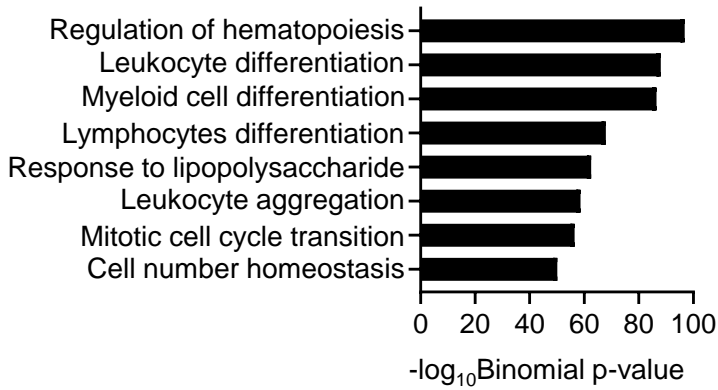 Regulation of hematopoiesis
Leukocyte differentiation
Myeloid cell differentiation
Lymphocytes differentiation
Response to lipopolysaccharide
Leukocyte aggregation
Mitotic cell cycle transition
Cell number homeostasis
0 20 40 60 80 100
-log₁₀Binomial p-value